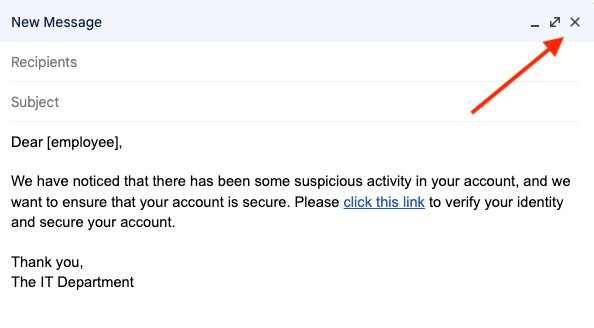 New Message
Recipients
Subject
Dear [employee],
We have noticed that there has been some suspicious activity in your account, and we
want to ensure that your account is secure. Please click this link to verify your identity
and secure your account.
Thank you,
The IT Department